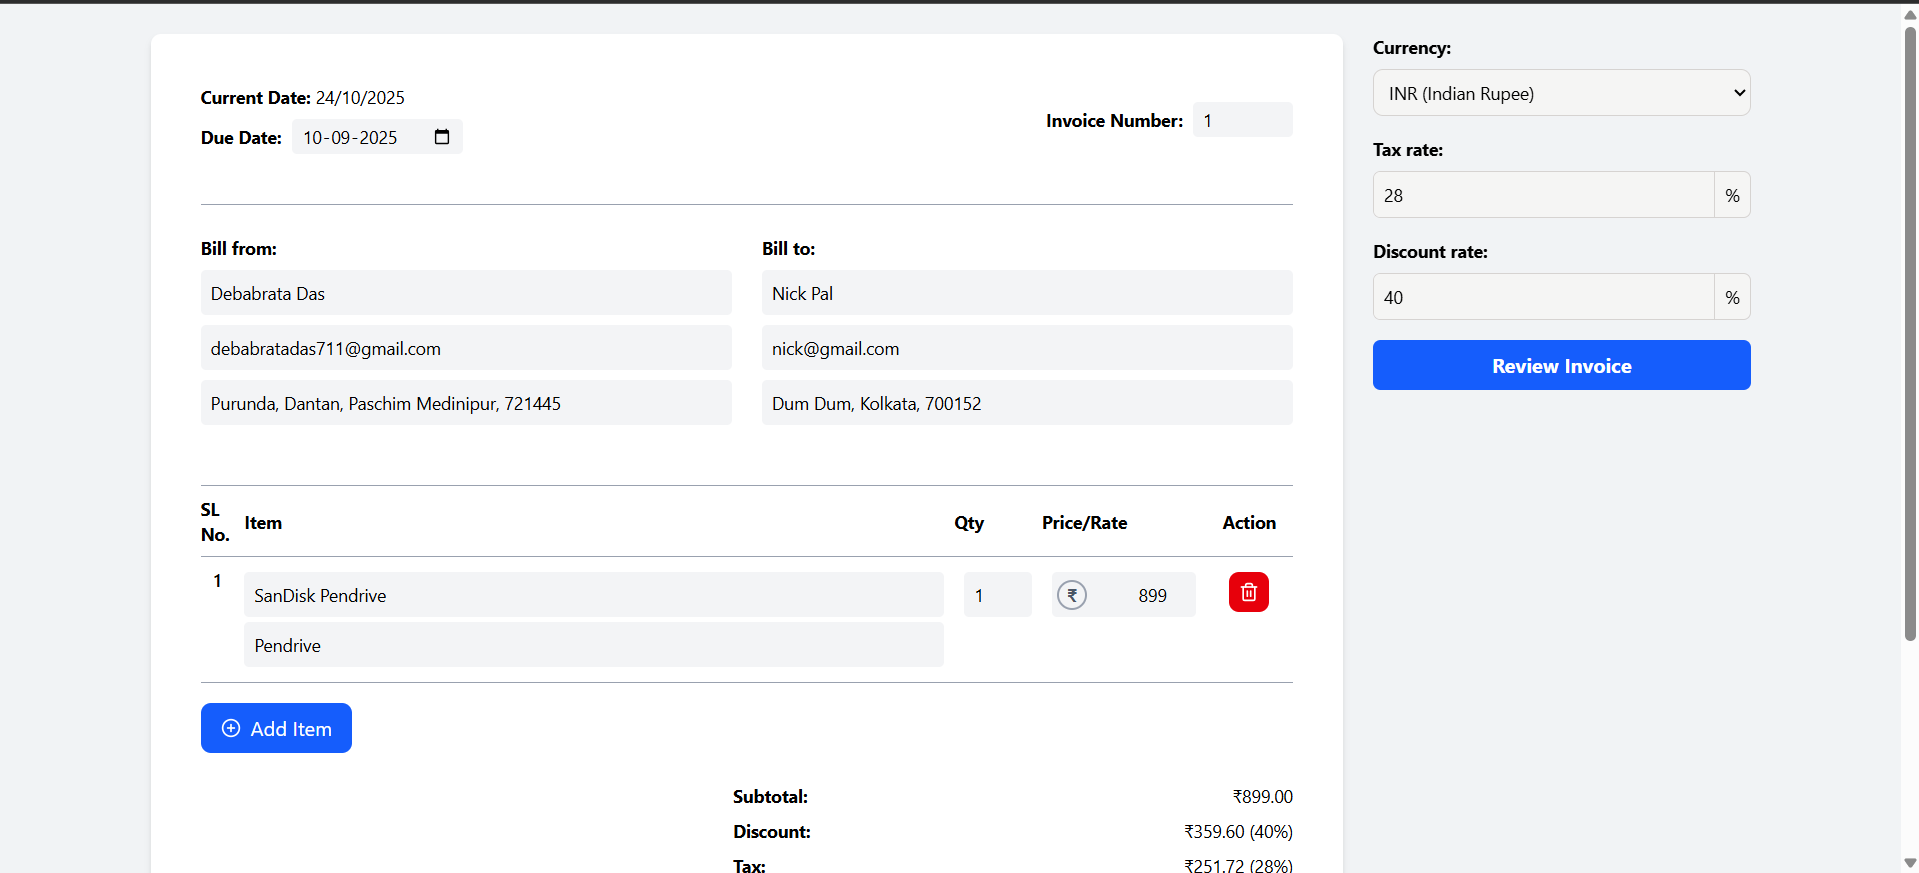 Current Date: 24/10/2025
Due Date: 10-09-2025
Invoice Number: 1
Bill from:
Debabrata Das
debabratadas711@gmail.com
Purunda, Dantan, Paschim Medinipur, 721445
Bill to:
Nick Pal
nick@gmail.com
Dum Dum, Kolkata, 700152
SL No. Item Qty Price/Rate Action
1 SanDisk Pendrive 1 ₹ 899
Pendrive
Add Item
Subtotal: ₹899.00
Discount: ₹359.60 (40%)
Tax: ₹251.72 (28%)
Currency:
INR (Indian Rupee)
Tax rate:
28 %
Discount rate:
40 %
Review Invoice